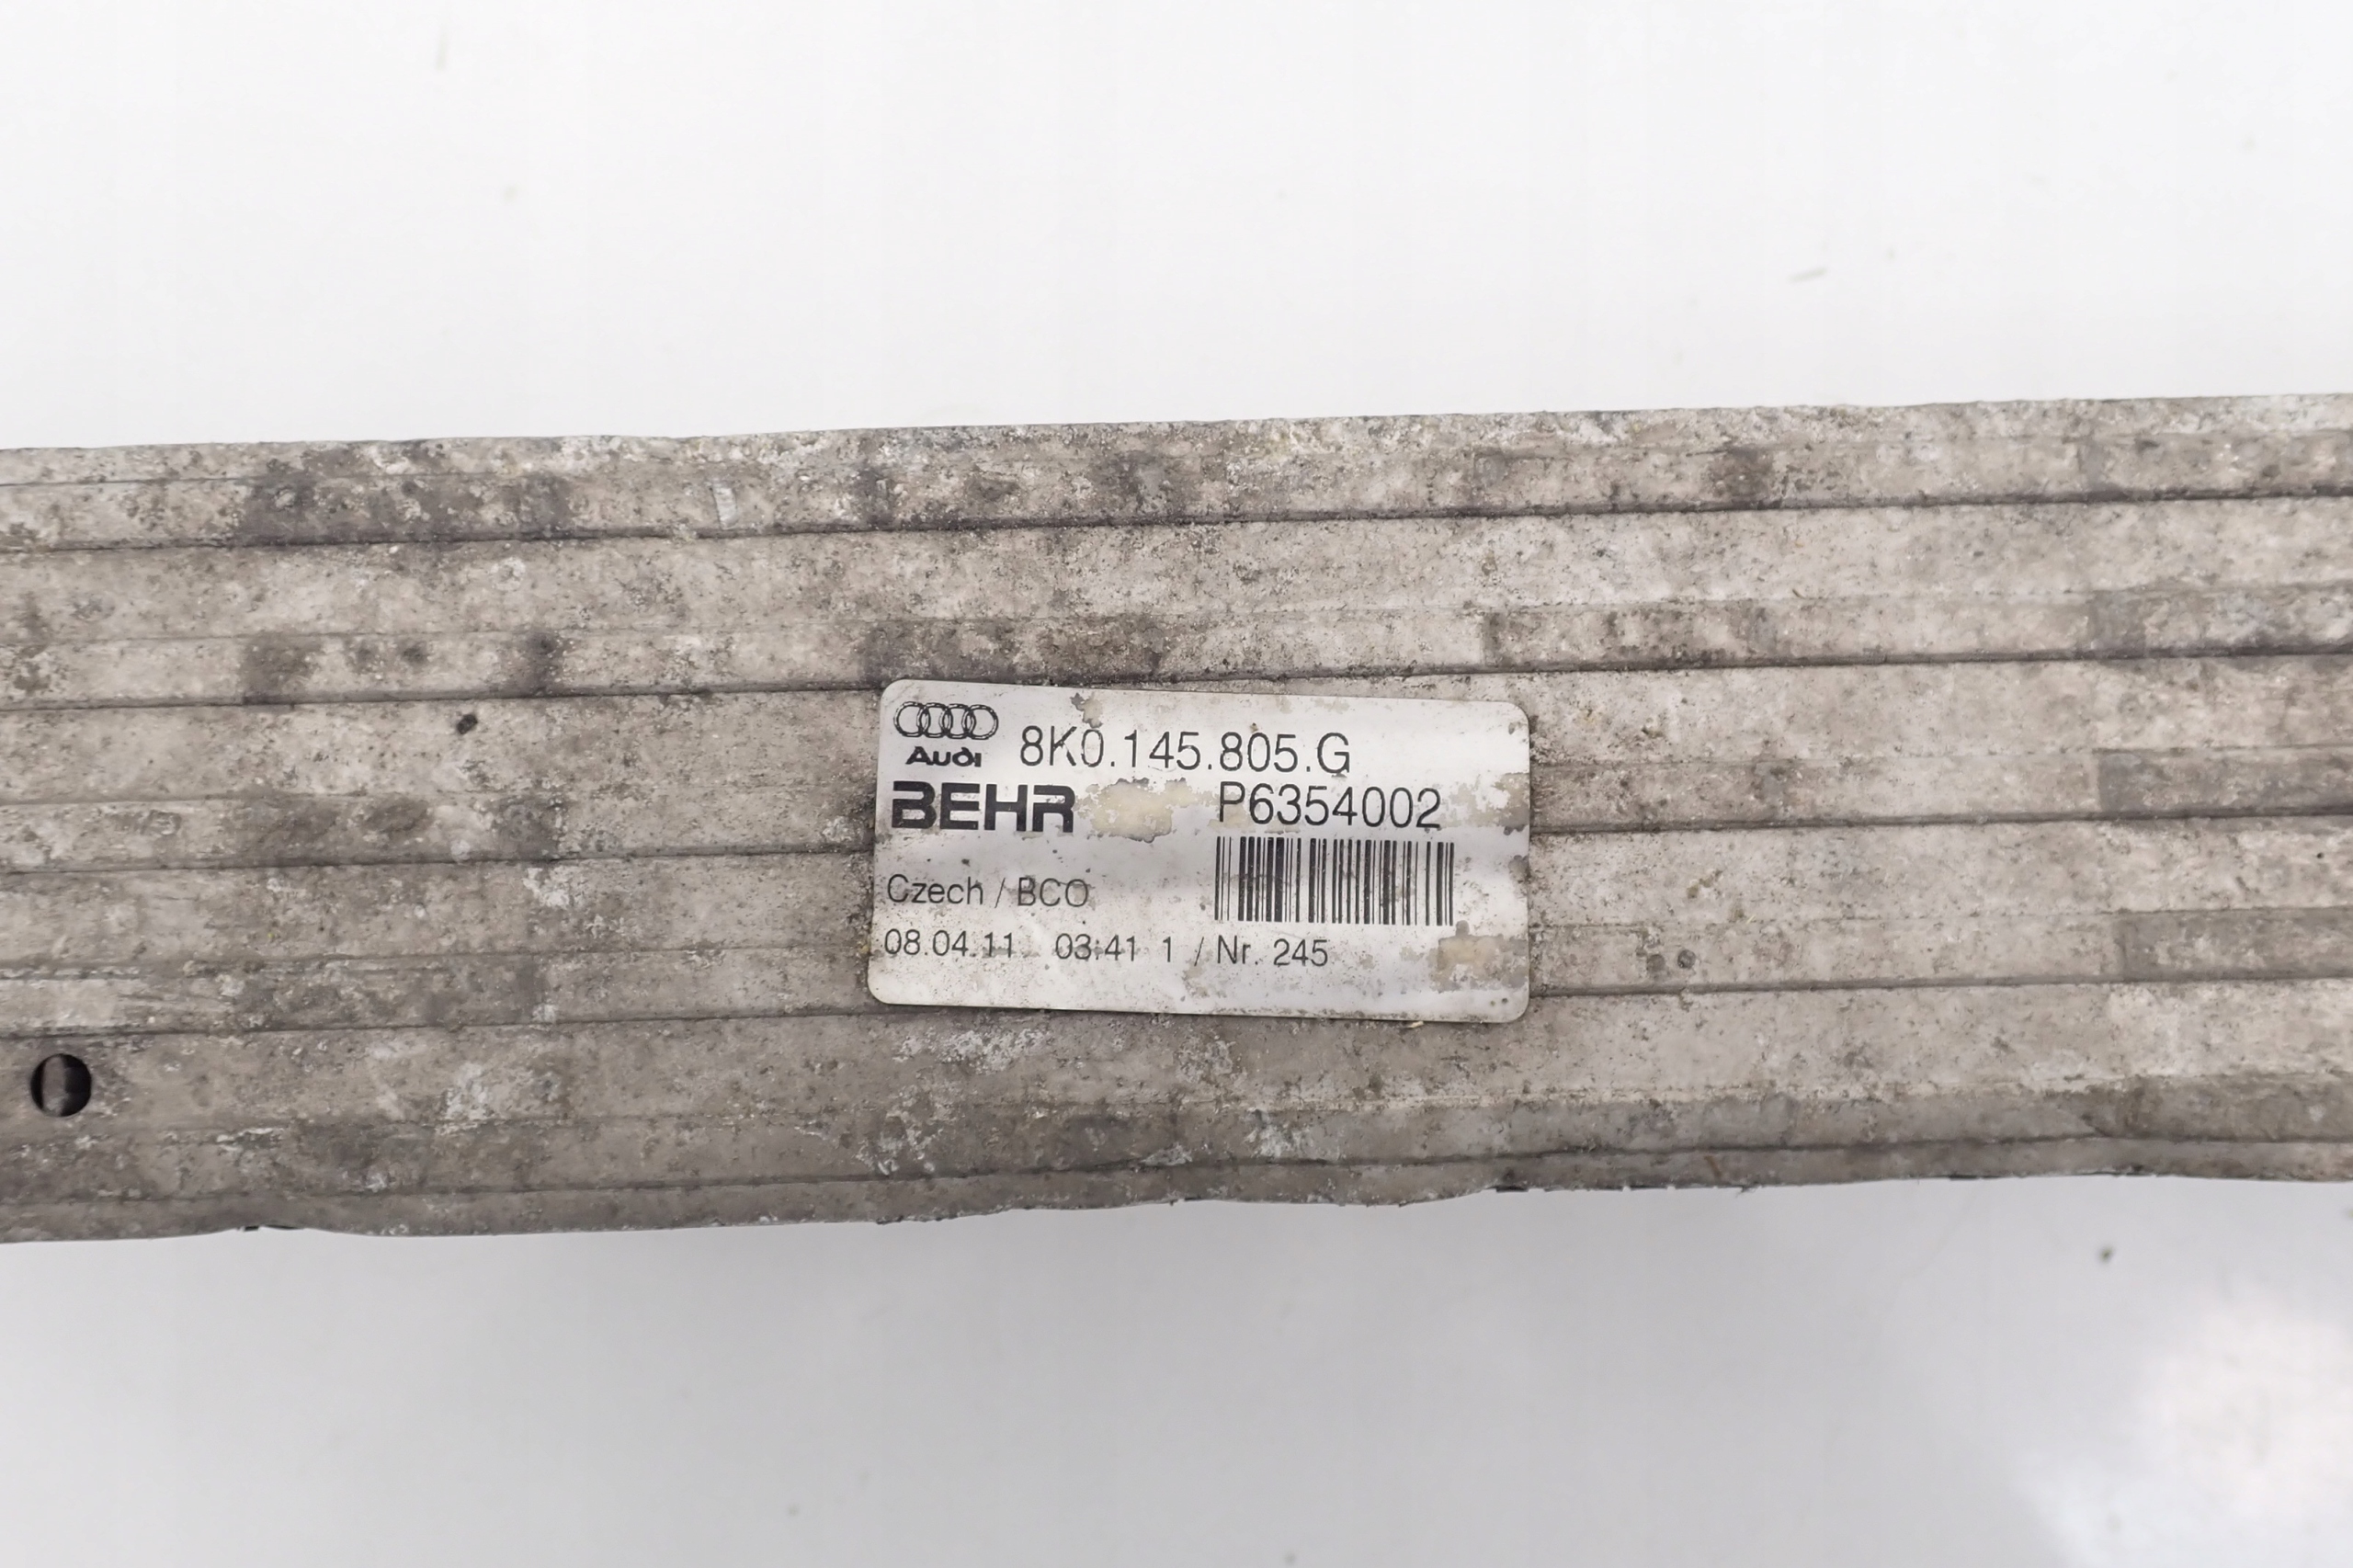 Audi 8K0.145.805.G
BEHR P6354002
Czech / BCO
08.04.11 03:41 1 / Nr. 245